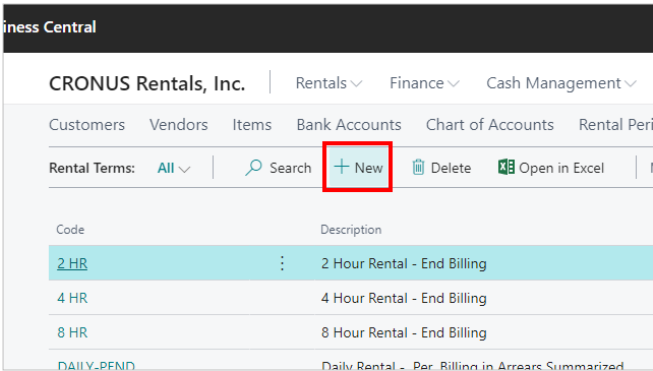 iness Central
CRONUS Rentals, Inc. Rentals Finance Cash Management
Customers Vendors Items Bank Accounts Chart of Accounts Rental Peri
Rental Terms: All Search + New Delete Open in Excel
Code Description
2 HR 2 Hour Rental - End Billing
4 HR 4 Hour Rental - End Billing
8 HR 8 Hour Rental - End Billing
DAILY-PEND Daily Rental - Per. Billing in Arrears Summarized